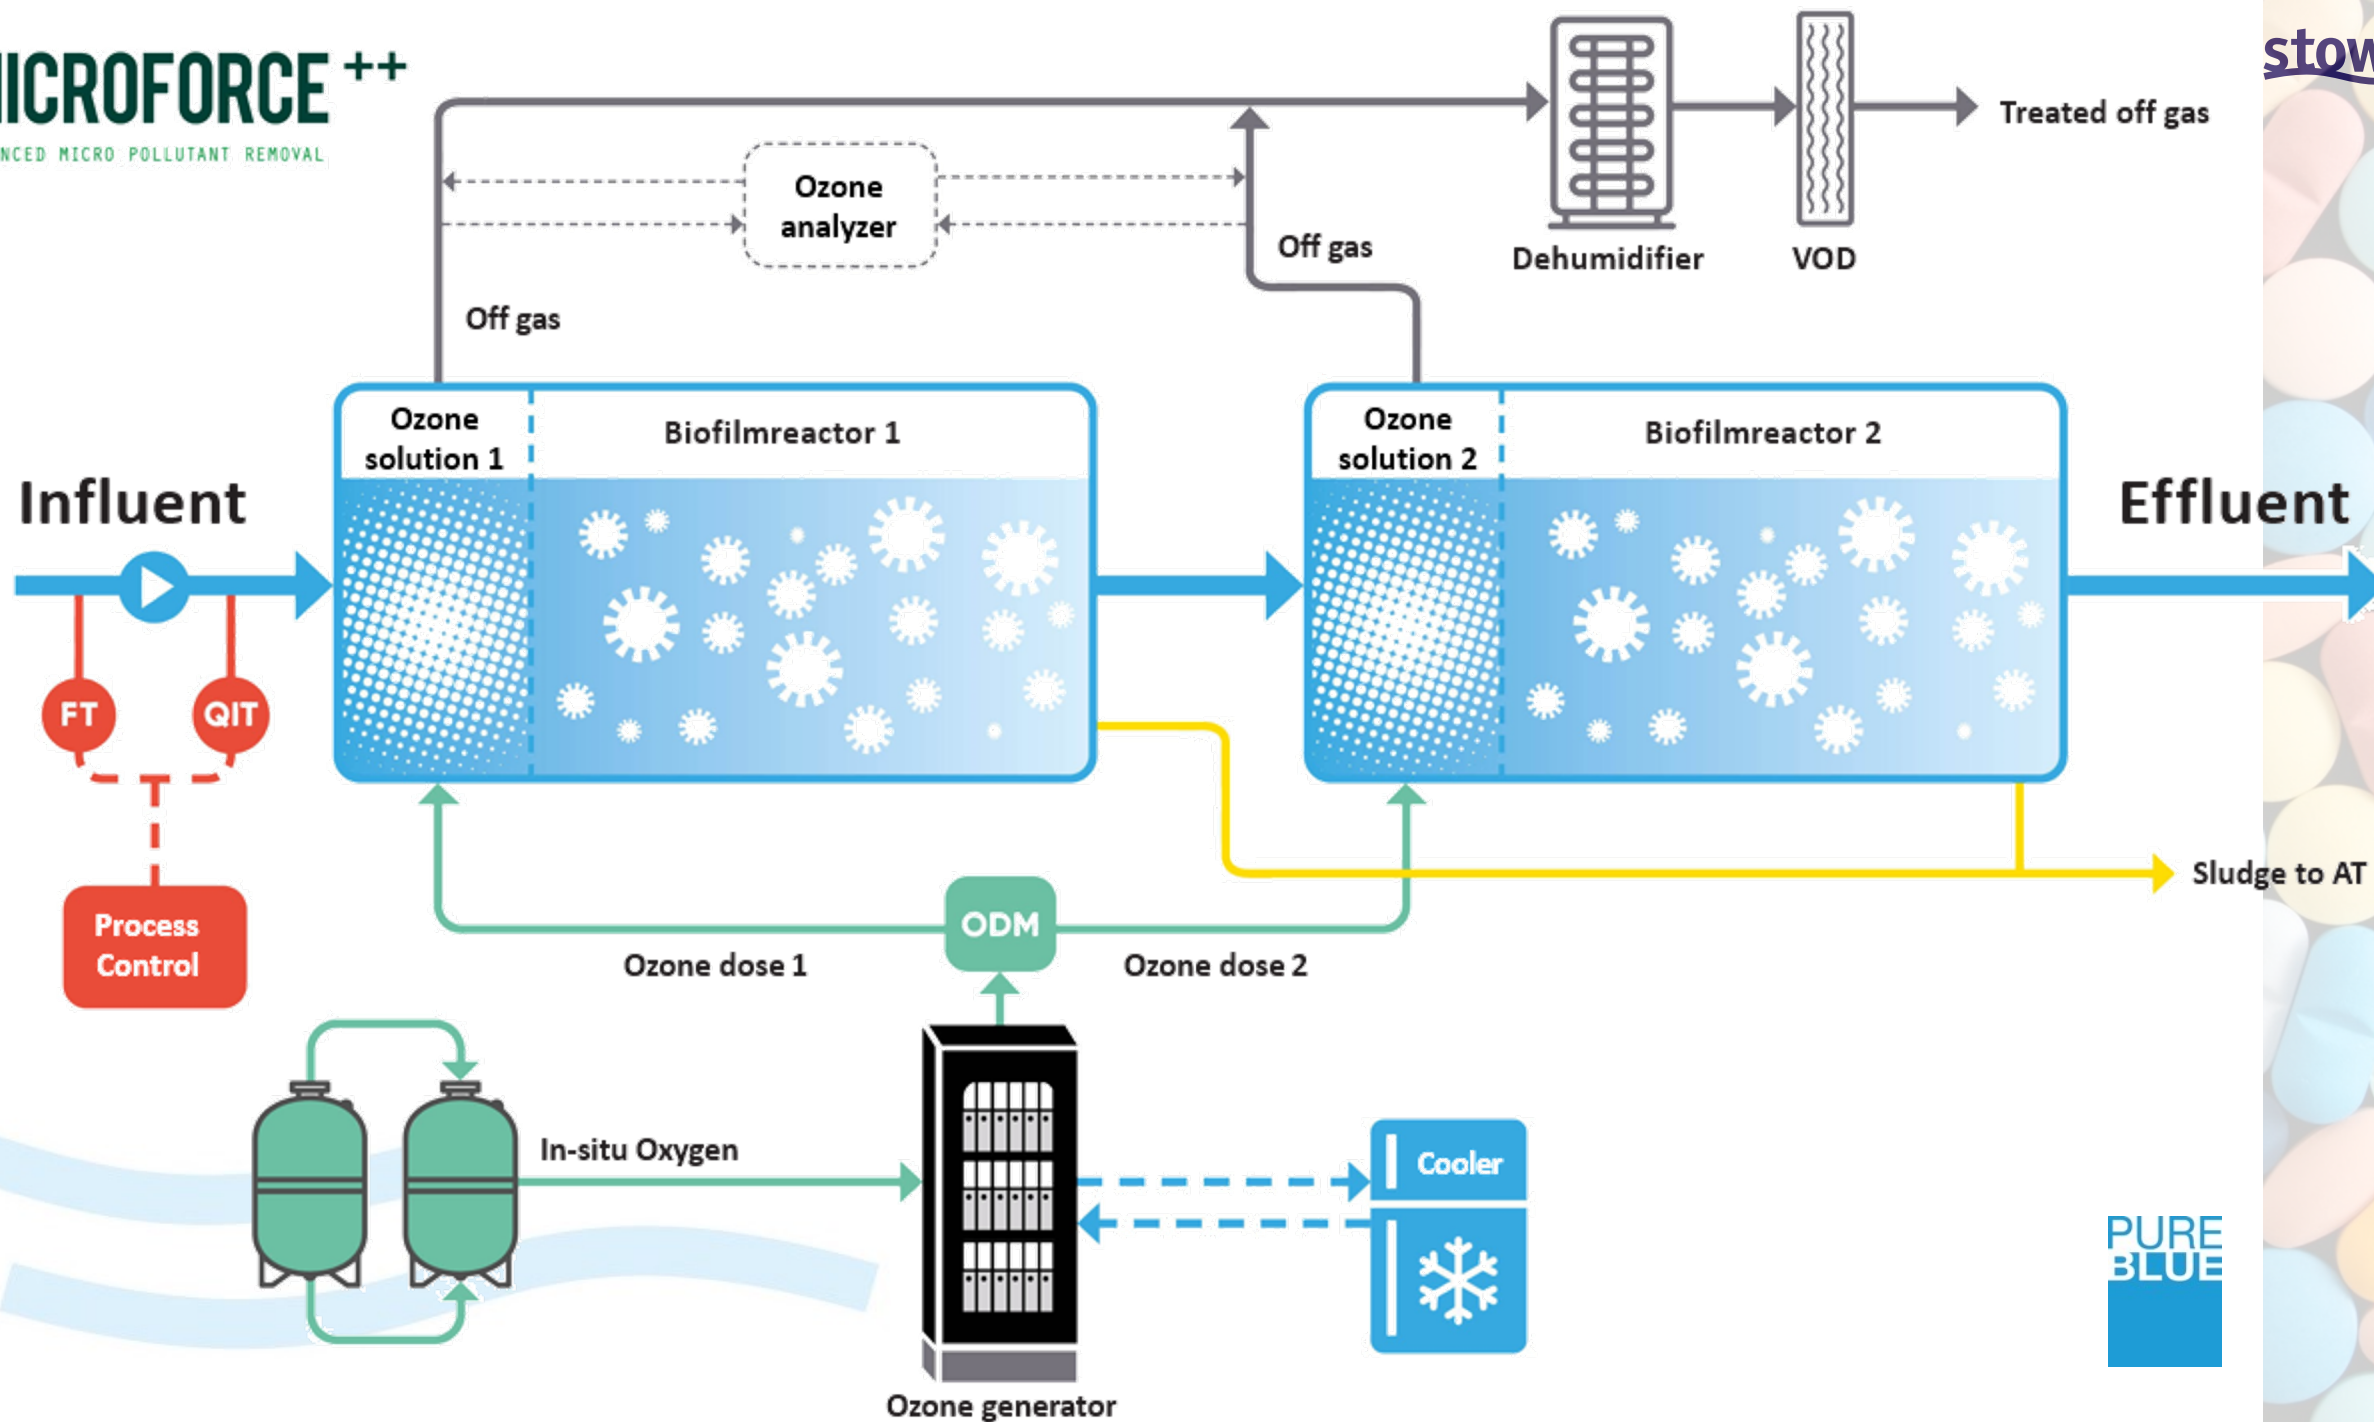 MICROFORCE ++
NCED MICRO POLLUTANT REMOVAL
stow
Treated off gas
Ozone
analyzer
Dehumidifier
VOD
Off gas
Off gas
Ozone
solution 1
Biofilmreactor 1
Ozone
solution 2
Biofilmreactor 2
Influent
Effluent
FT
QIT
Process
Control
ODM
Sludge to AT
Ozone dose 1
Ozone dose 2
In-situ Oxygen
Cooler
PURE
BLUE
Ozone generator